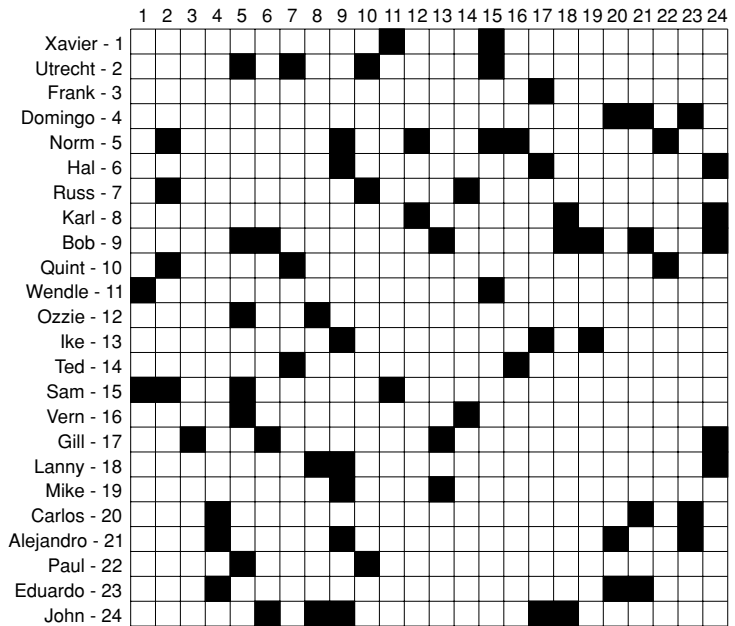 1 2 3 4 5 6 7 8 9 10 11 12 13 14 15 16 17 18 19 20 21 22 23 24
Xavier - 1
Utrecht - 2
Frank - 3
Domingo - 4
Norm - 5
Hal - 6
Russ - 7
Karl - 8
Bob - 9
Quint - 10
Wendle - 11
Ozzie - 12
Ike - 13
Ted - 14
Sam - 15
Vern - 16
Gill - 17
Lanny - 18
Mike - 19
Carlos - 20
Alejandro - 21
Paul - 22
Eduardo - 23
John - 24